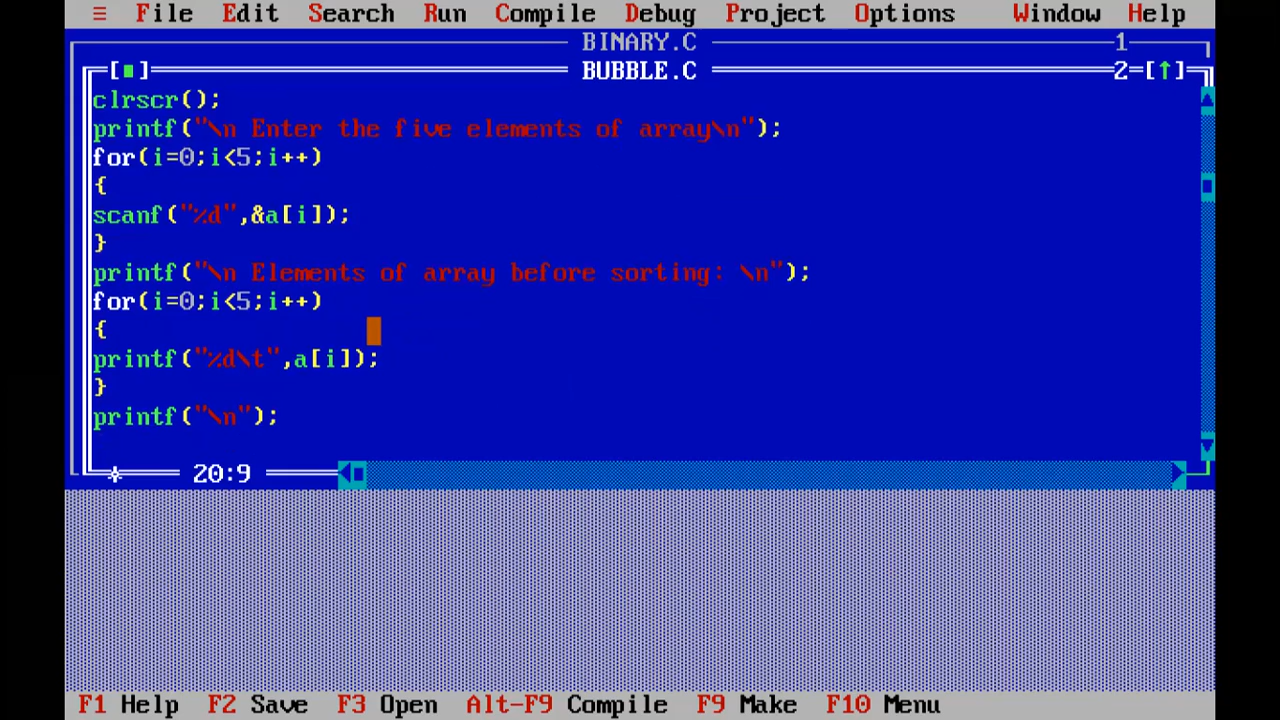 ≡ File Edit Search Run Compile Debug Project Options Window Help
BINARY.C 1
[■] BUBBLE.C 2=[↑]
clrscr();
printf("\n Enter the five elements of array\n");
for(i=0;i<5;i++)
{
scanf("%d",&a[i]);
}
printf("\n Elements of array before sorting: \n");
for(i=0;i<5;i++)
{
printf("%d\t",a[i]);
}
printf("\n");
20:9
F1 Help F2 Save F3 Open Alt-F9 Compile F9 Make F10 Menu